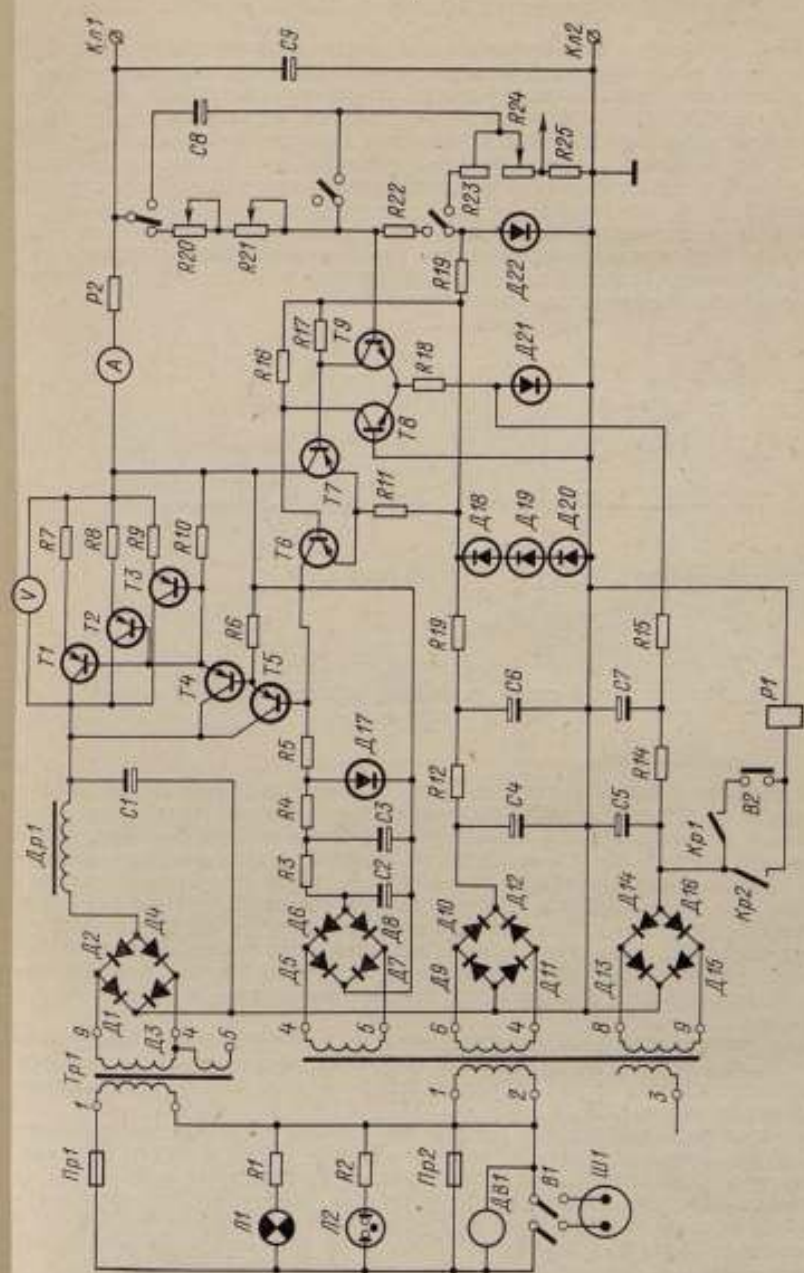 Кл1
С9
Кл2
С8
R24
R25
R23
R20
R21
R22
Р2
А
R19
Д22
R16
R17
Т9
Т8
R18
Д21
V
R7
R8
R9
R10
Т1
Т2
Т3
Т4
Т5
R6
Т6
Т7
R11
Д18
Д19
Д20
R19
R15
Др1
С1
R5
R4
R3
Д17
С3
С2
R12
С6
С4
С7
С5
R14
Р1
В2
Кр1
Кр2
Д2
Д4
Д1
Д3
Д6
Д8
Д5
Д7
Д10
Д12
Д9
Д11
Д14
Д16
Д13
Д15
Тр1
9
4
5
4
5
6
4
8
9
1
1
2
3
Пр1
R1
R2
Пр2
Л1
Л2
ДВ1
В1
Ш1